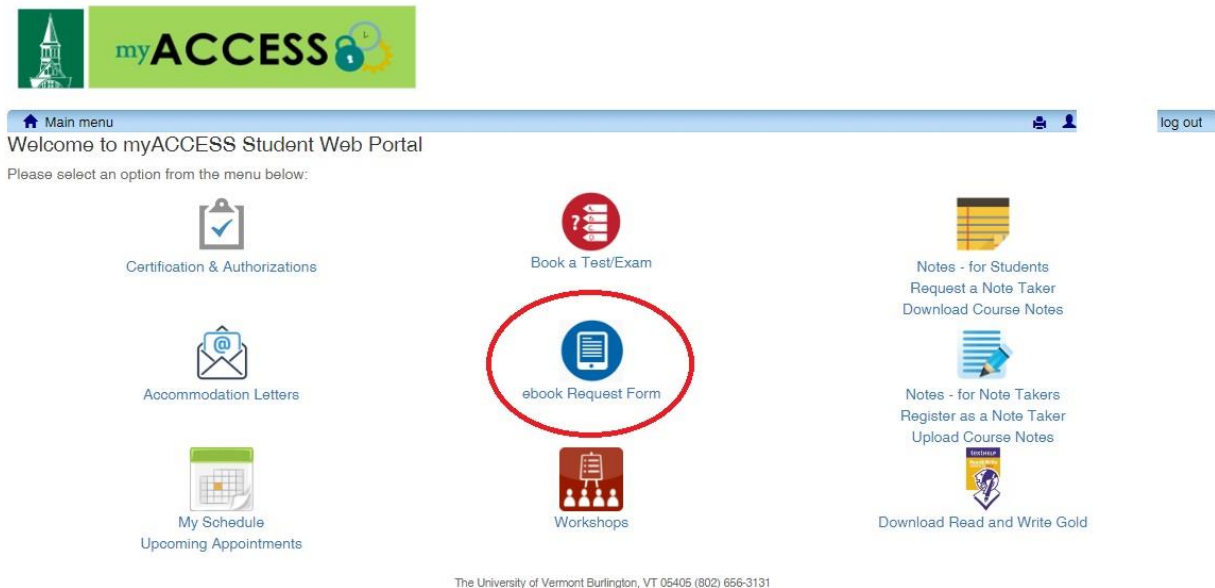 myACCESS
Main menu
log out
Welcome to myACCESS Student Web Portal
Please select an option from the menu below:
Certification & Authorizations
Book a Test/Exam
Notes - for Students
Request a Note Taker
Download Course Notes
Accommodation Letters
ebook Request Form
Notes - for Note Takers
Register as a Note Taker
Upload Course Notes
My Schedule
Upcoming Appointments
Workshops
Download Read and Write Gold
The University of Vermont Burlington, VT 05405 (802) 656-3131